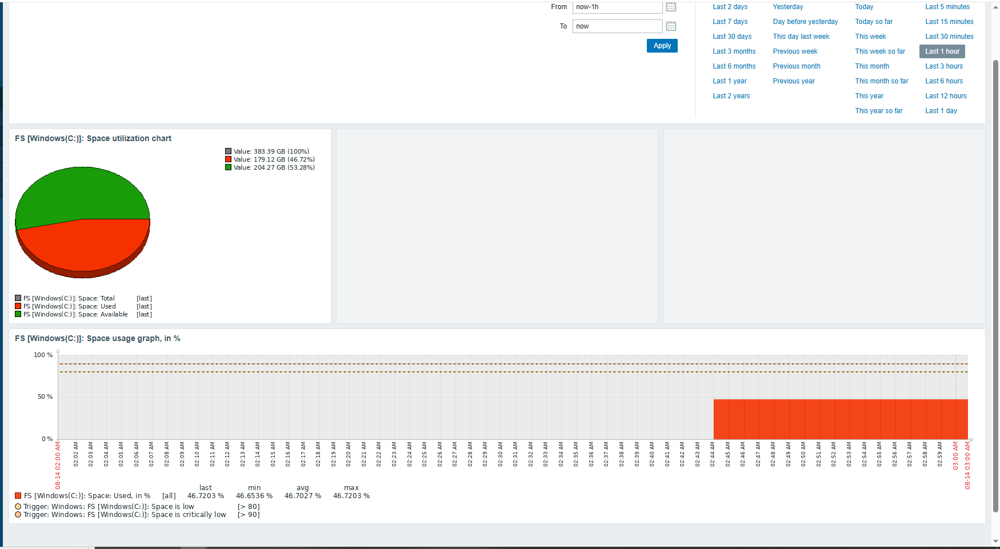 From now-1h
To now
Apply
Last 2 days Yesterday Today Last 5 minutes
Last 7 days Day before yesterday Today so far Last 15 minutes
Last 30 days This day last week This week Last 30 minutes
Last 3 months Previous week This week so far Last 1 hour
Last 6 months Previous month This month Last 3 hours
Last 1 year Previous year This month so far Last 6 hours
Last 2 years This year Last 12 hours
This year so far Last 1 day
FS [Windows(C:)]: Space utilization chart
Value: 383.39 GB (100%)
Value: 179.12 GB (46.72%)
Value: 204.27 GB (53.28%)
FS [Windows(C:)]: Space: Total [last]
FS [Windows(C:)]: Space: Used [last]
FS [Windows(C:)]: Space: Available [last]
FS [Windows(C:)]: Space usage graph, in %
100 %
50 %
0 %
08-14 02:00 AM 02:02 AM 02:03 AM 02:04 AM 02:05 AM 02:06 AM 02:07 AM 02:08 AM 02:09 AM 02:10 AM 02:11 AM 02:12 AM 02:13 AM 02:14 AM 02:15 AM 02:16 AM 02:17 AM 02:18 AM 02:19 AM 02:20 AM 02:21 AM 02:22 AM 02:23 AM 02:24 AM 02:25 AM 02:26 AM 02:27 AM 02:28 AM 02:29 AM 02:30 AM 02:31 AM 02:32 AM 02:33 AM 02:34 AM 02:35 AM 02:36 AM 02:37 AM 02:38 AM 02:39 AM 02:40 AM 02:41 AM 02:42 AM 02:43 AM 02:44 AM 02:45 AM 02:46 AM 02:47 AM 02:48 AM 02:49 AM 02:50 AM 02:51 AM 02:52 AM 02:53 AM 02:54 AM 02:55 AM 02:56 AM 02:57 AM 02:58 AM 02:59 AM 03:00 AM 08-14 03:00 AM
last min avg max
FS [Windows(C:)]: Space: Used, in % [all] 46.7203 % 46.6536 % 46.7027 % 46.7203 %
Trigger: Windows: FS [Windows(C:)]: Space is low [> 80]
Trigger: Windows: FS [Windows(C:)]: Space is critically low [> 90]